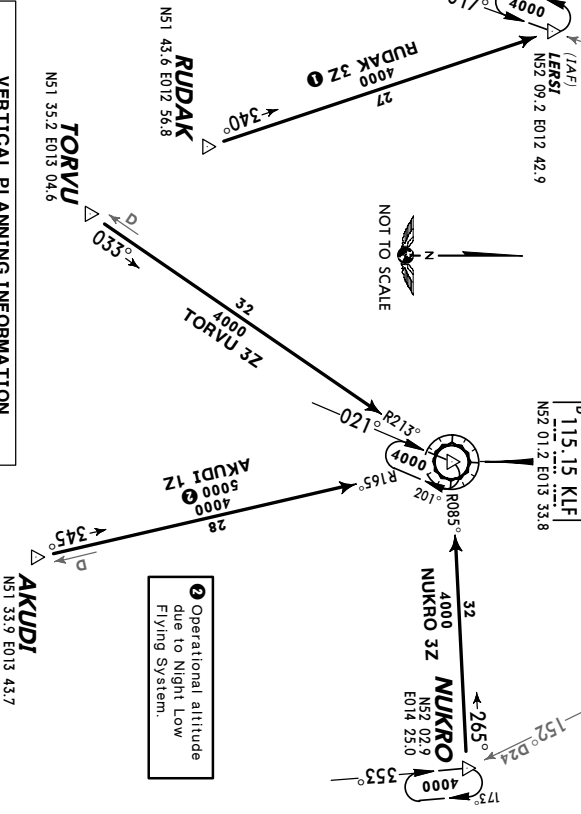 017°
4000
(IAF)
LERSI
N52 09.2 E012 42.9
RUDAK 3Z ❶
4000
27
340°
RUDAK
N51 43.6 E012 56.8
TORVU
N51 35.2 E013 04.6
D
033°
32
4000
TORVU 3Z
NOT TO SCALE
N
115.15 KLF
N52 01.2 E013 33.8
R213°
021°
4000
201°
R165°
R085°
AKUDI 1Z
5000 ❷
4000
28
345°
D
AKUDI
N51 33.9 E013 43.7
❷ Operational altitude
due to Night Low
Flying System.
32
4000
NUKRO 3Z
265°
NUKRO
N52 02.9
E014 25.0
152° D24
353°
4000
173°
VERTICAL PLANNING INFORMATION